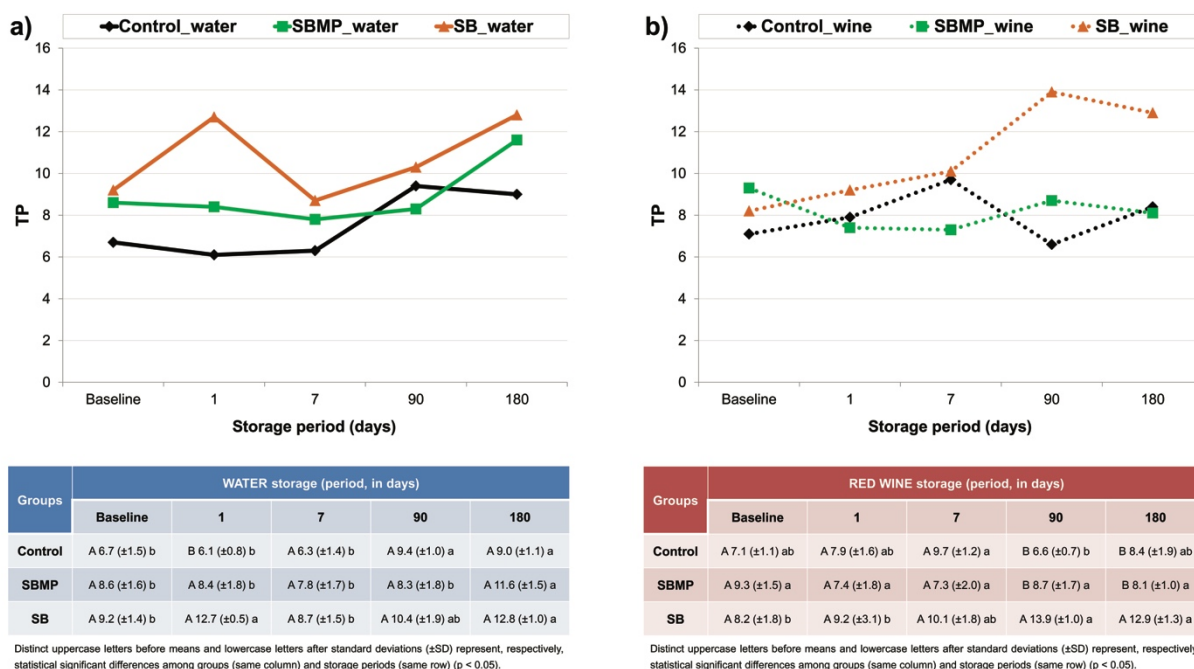 a)
Control_water SBMP_water SB_water
16
14
12
10
8
6
4
2
0
TP
Baseline 1 7 90 180
Storage period (days)
b)
Control_wine SBMP_wine SB_wine
16
14
12
10
8
6
4
2
0
TP
Baseline 1 7 90 180
Storage period (days)
Groups WATER storage (period, in days)
Baseline 1 7 90 180
Control A 6.7 (±1.5) b B 6.1 (±0.8) b A 6.3 (±1.4) b A 9.4 (±1.0) a A 9.0 (±1.1) a
SBMP A 8.6 (±1.6) b A 8.4 (±1.8) b A 7.8 (±1.7) b A 8.3 (±1.8) b A 11.6 (±1.5) a
SB A 9.2 (±1.4) b A 12.7 (±0.5) a A 8.7 (±1.5) b A 10.4 (±1.9) ab A 12.8 (±1.0) a
Distinct uppercase letters before means and lowercase letters after standard deviations (±SD) represent, respectively,
statistical significant differences among groups (same column) and storage periods (same row) (p < 0.05).
Groups RED WINE storage (period, in days)
Baseline 1 7 90 180
Control A 7.1 (±1.1) ab A 7.9 (±1.6) ab A 9.7 (±1.2) a B 6.6 (±0.7) b B 8.4 (±1.9) ab
SBMP A 9.3 (±1.5) a A 7.4 (±1.8) a A 7.3 (±2.0) a B 8.7 (±1.7) a B 8.1 (±1.0) a
SB A 8.2 (±1.8) b A 9.2 (±3.1) b A 10.1 (±1.8) ab A 13.9 (±1.0) a A 12.9 (±1.3) a
Distinct uppercase letters before means and lowercase letters after standard deviations (±SD) represent, respectively,
statistical significant differences among groups (same column) and storage periods (same row) (p < 0.05).